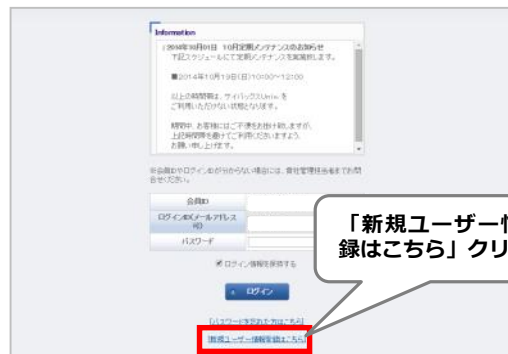 Information
2014年10月01日 10月定期メンテナンスのお知らせ
下記スケジュールにて定期メンテナンスを実施致します。
■2014年10月19日(日)10:00~12:00
以上の時間帯は、サイバックスUniv.を
ご利用いただけない状態となります。
期間中、お客様にはご不便をお掛け致しますが、
上記時間帯を避けてご利用くださいますよう、
お願い申し上げます。
※会員IDやログインIDが分からない場合には、貴社管理担当者までお問
合せください。
会員ID
ログインID(メールアドレス
ID)
パスワード
ログイン情報を保持する
ログイン
[パスワードを忘れた方はこちら]
[新規ユーザー情報登録はこちら]
「新規ユーザー情
録はこちら」クリ